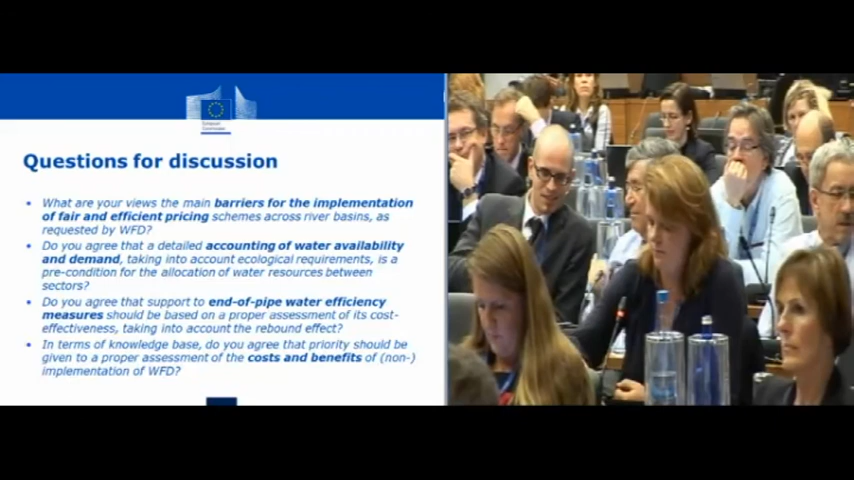 European
Commission
Questions for discussion
• What are your views the main barriers for the implementation
of fair and efficient pricing schemes across river basins, as
requested by WFD?
• Do you agree that a detailed accounting of water availability
and demand, taking into account ecological requirements, is a
pre-condition for the allocation of water resources between
sectors?
• Do you agree that support to end-of-pipe water efficiency
measures should be based on a proper assessment of its cost-
effectiveness, taking into account the rebound effect?
• In terms of knowledge base, do you agree that priority should be
given to a proper assessment of the costs and benefits of (non-)
implementation of WFD?